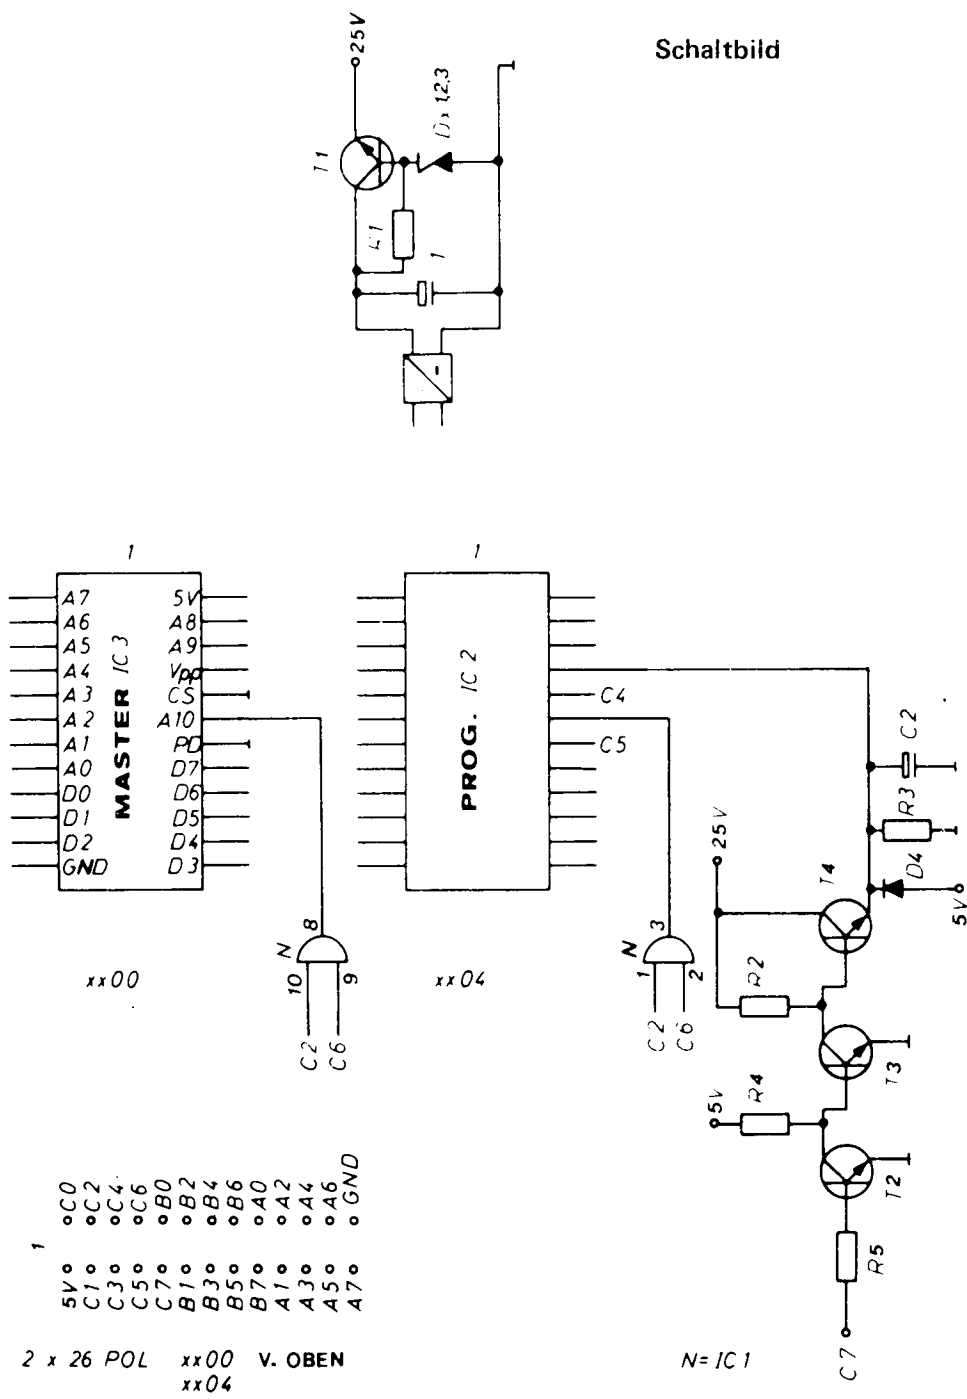 Schaltbild
25V
T1
Dx 1,2,3
1
1
1
A7 5V
A6 A8
A5 A9
A4 Vpp
A3 CS
A2 A10
A1 PD
A0 D7
D0 D6
D1 D5
D2 D4
GND D3
MASTER IC 3
PROG. IC 2
C4
C5
C2
R3
D4
5V
25V
T4
R2
8
N
10
9
C2
C6
3
N
1
2
C2
C6
xx00
xx04
T3
5V
R4
T2
R5
C7
1
5V C0
C1 C2
C3 C4
C5 C6
C7 B0
B1 B2
B3 B4
B5 B6
B7 A0
A1 A2
A3 A4
A5 A6
A7 GND
2 x 26 POL xx00 V. OBEN
xx04
N= IC1